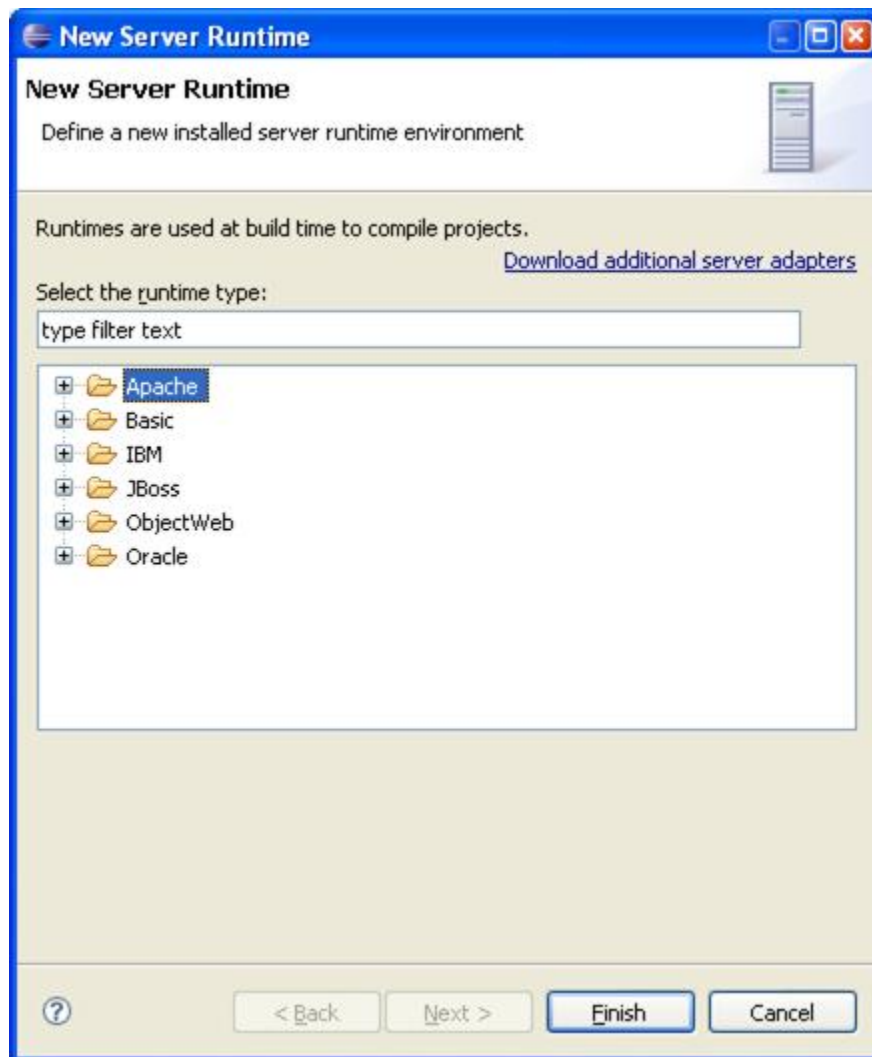 New Server Runtime
New Server Runtime
Define a new installed server runtime environment
Runtimes are used at build time to compile projects.
Download additional server adapters
Select the runtime type:
type filter text
Apache
Basic
IBM
JBoss
ObjectWeb
Oracle
? < Back Next > Finish Cancel